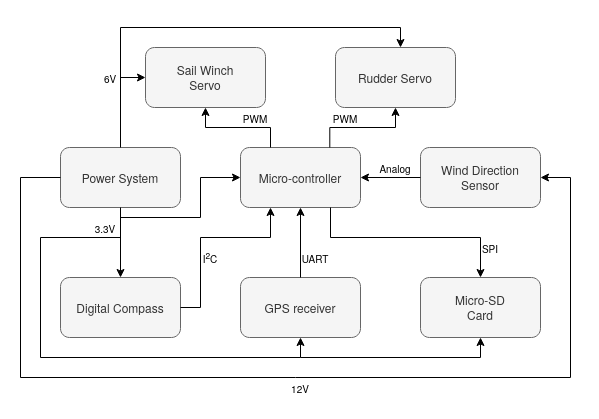 Sail Winch
Servo
Rudder Servo
6V
PWM
PWM
Power System
Micro-controller
Analog
Wind Direction
Sensor
3.3V
I²C
UART
SPI
Digital Compass
GPS receiver
Micro-SD
Card
12V